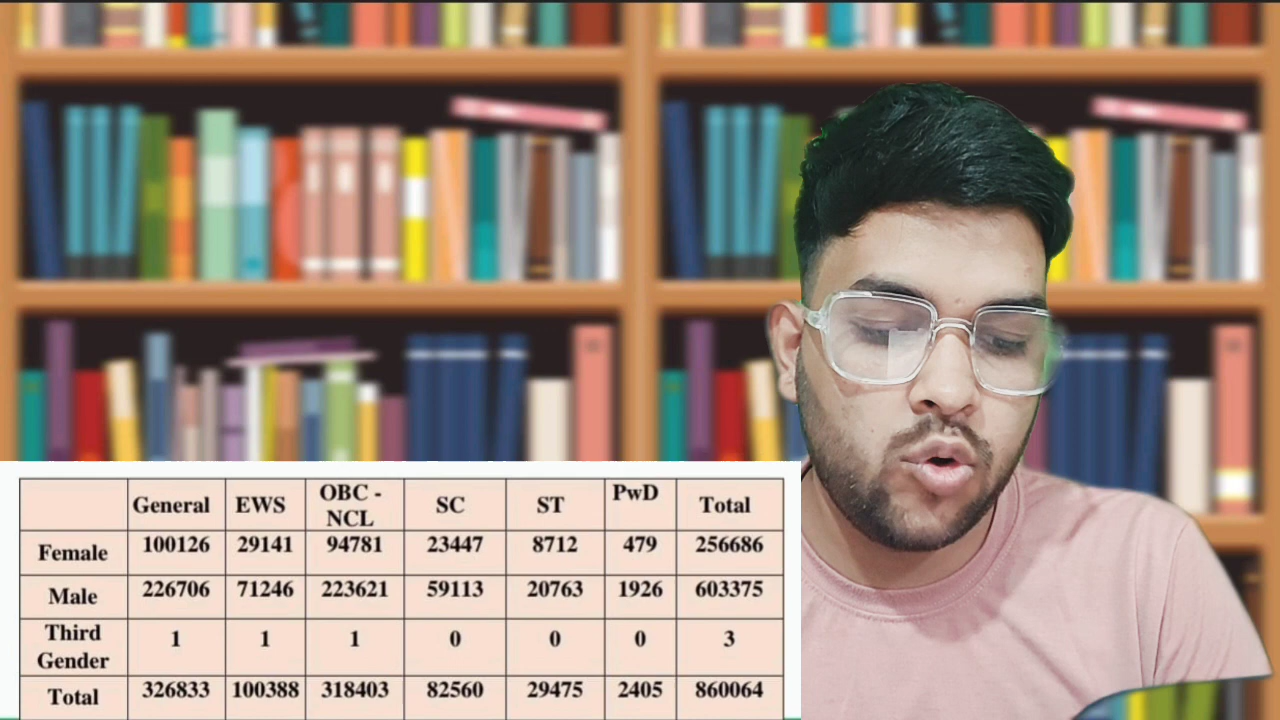 General EWS OBC - NCL SC ST PwD Total
Female 100126 29141 94781 23447 8712 479 256686
Male 226706 71246 223621 59113 20763 1926 603375
Third Gender 1 1 1 0 0 0 3
Total 326833 100388 318403 82560 29475 2405 860064